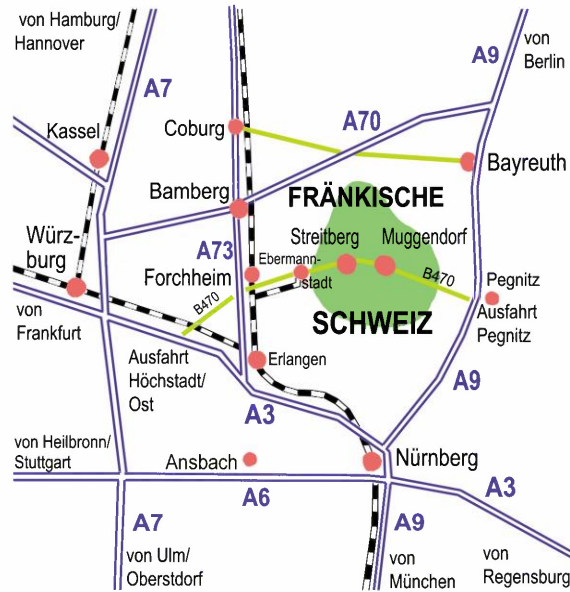 von Hamburg/
Hannover
A7
A9
von
Berlin
Kassel
Coburg
A70
Bayreuth
Bamberg
FRÄNKISCHE
Würz-
burg
A73
Forchheim
Ebermann-
stadt
Streitberg
Muggendorf
B470
B470
Pegnitz
Ausfahrt
Pegnitz
von
Frankfurt
SCHWEIZ
Ausfahrt
Höchstadt/
Ost
Erlangen
A9
A3
von Heilbronn/
Stuttgart
Ansbach
Nürnberg
A6
A3
A7
A9
von Ulm/
Oberstdorf
von
München
von
Regensburg